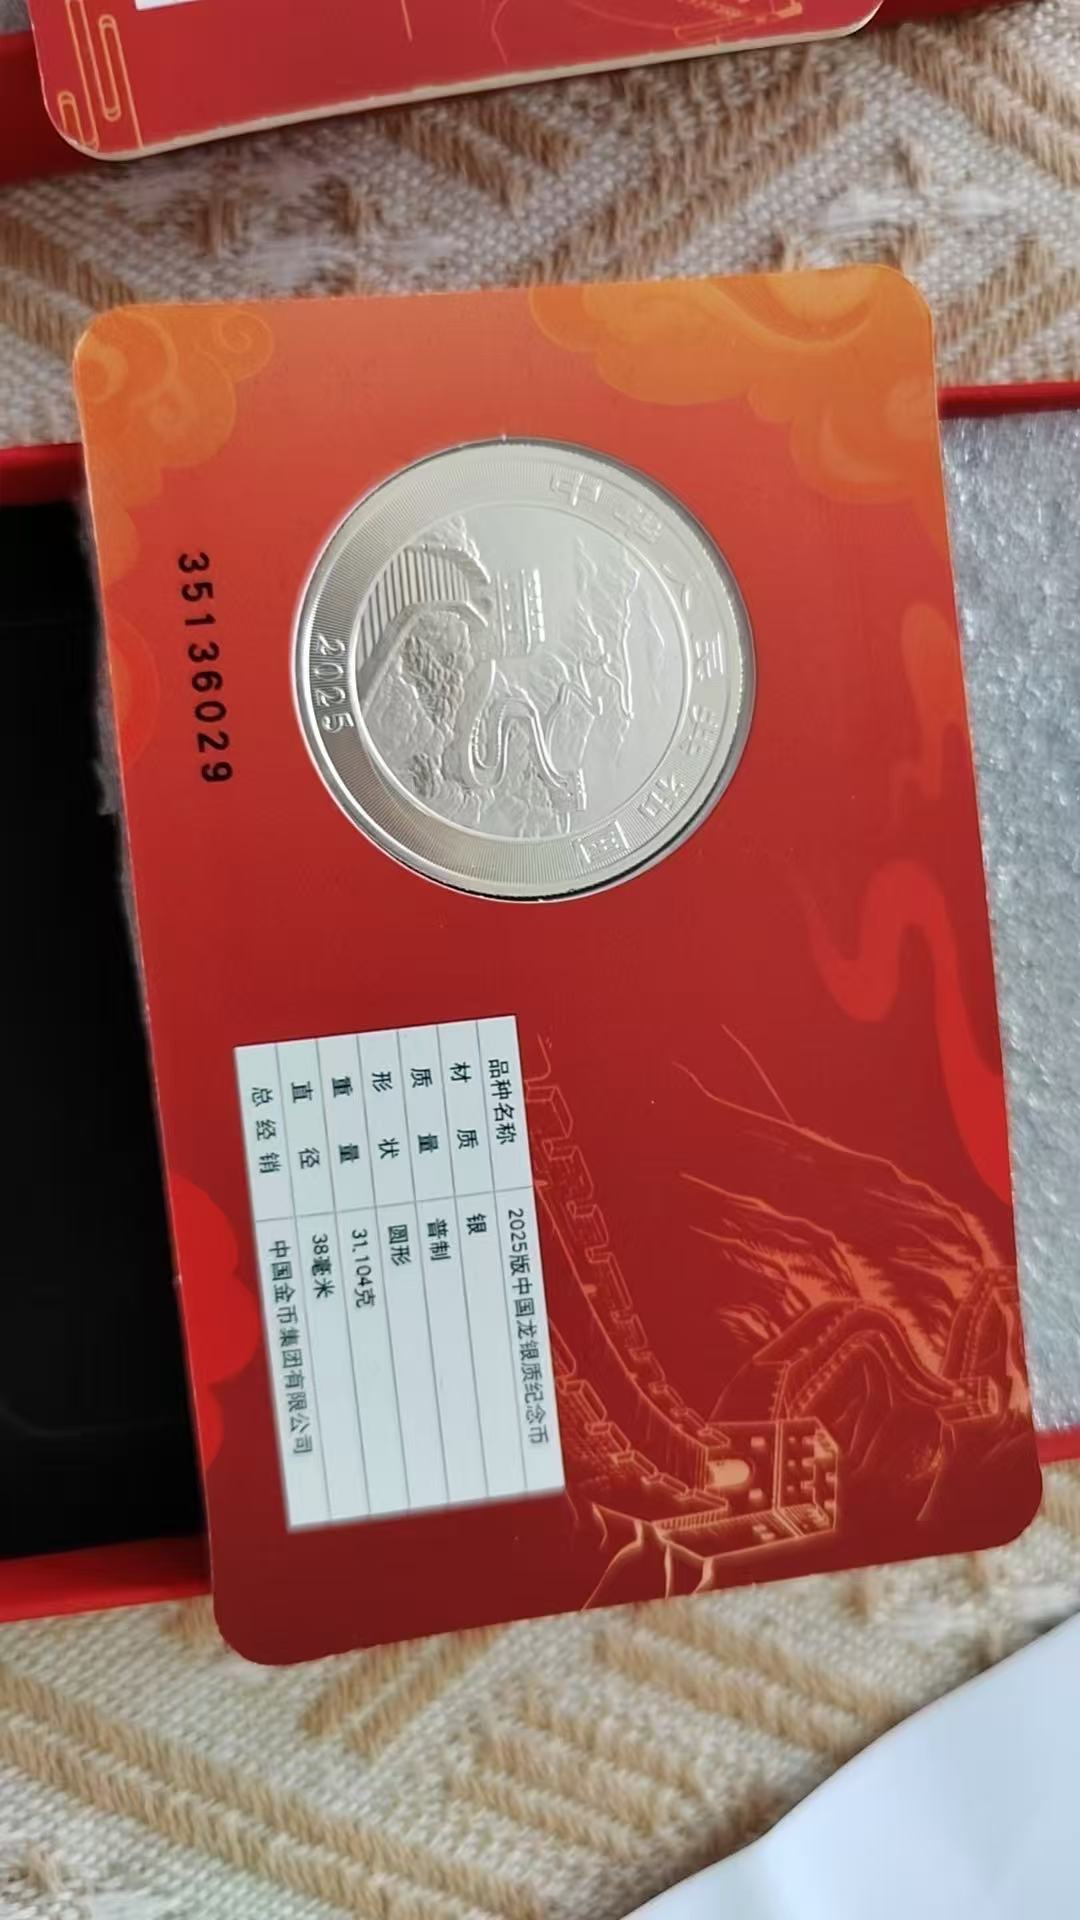 中华人民共和国
2025
35136029
品种名称 2025版中国龙银质纪念币
材质 银
质量 普制
形状 圆形
重量 31.104克
直径 38毫米
总经销 中国金币集团有限公司